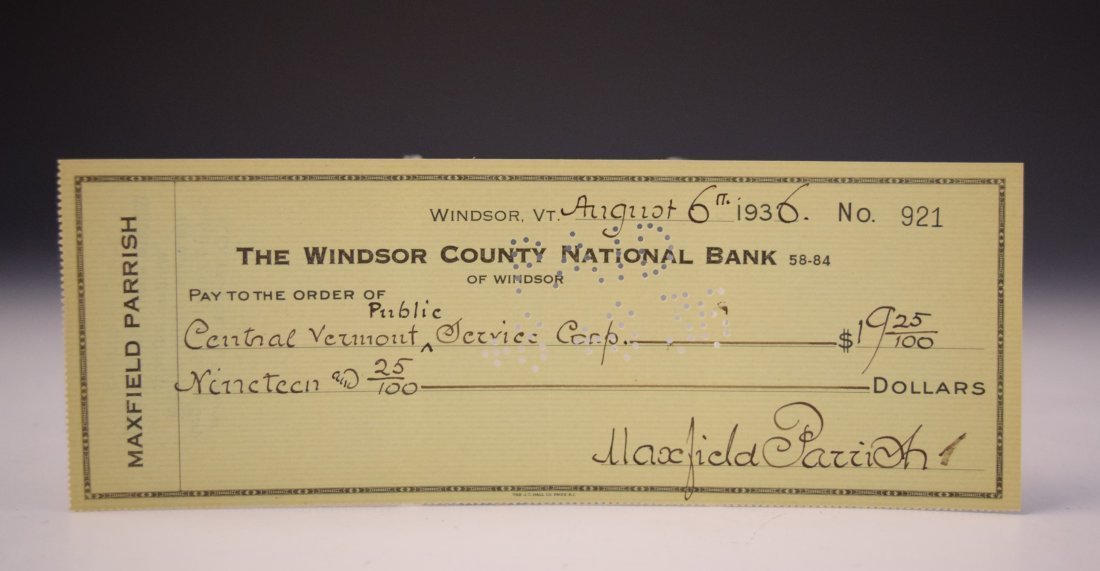 MAXFIELD PARRISH
WINDSOR, VT. August 6th. 1936. No. 921
THE WINDSOR COUNTY NATIONAL BANK 58-84
OF WINDSOR
PAY TO THE ORDER OF
Public
Central Vermont ^ Service Corp. $19 25/100
Nineteen and 25/100 DOLLARS
Maxfield Parrish